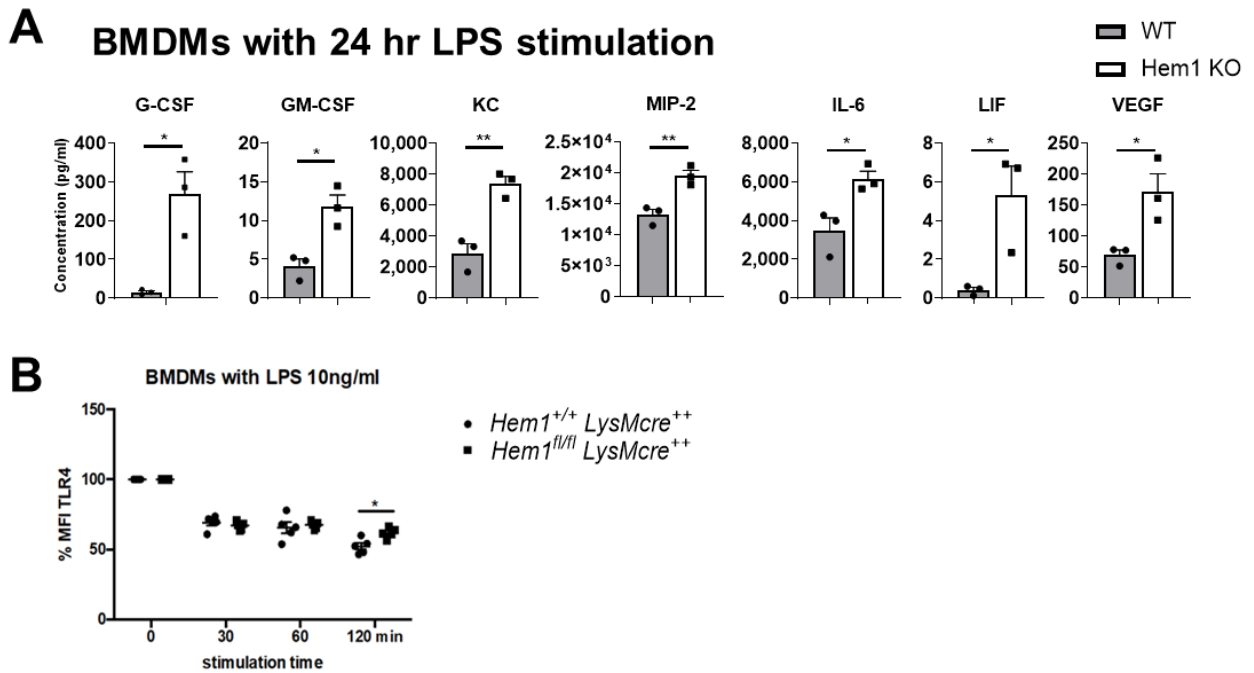 A
BMDMs with 24 hr LPS stimulation
WT
Hem1 KO
G-CSF
GM-CSF
KC
MIP-2
IL-6
LIF
VEGF
Concentration (pg/ml)
400
300
200
100
0
*
20
15
10
5
0
*
10,000
8,000
6,000
4,000
2,000
0
**
2.5×10⁴
2×10⁴
1.5×10⁴
1×10⁴
5×10³
0
**
8,000
6,000
4,000
2,000
0
*
8
6
4
2
0
*
250
200
150
100
50
0
*
B
BMDMs with LPS 10ng/ml
Hem1+/+ LysMcre++
Hem1fl/fl LysMcre++
% MFI TLR4
150
100
50
0
*
0 30 60 120 min
stimulation time